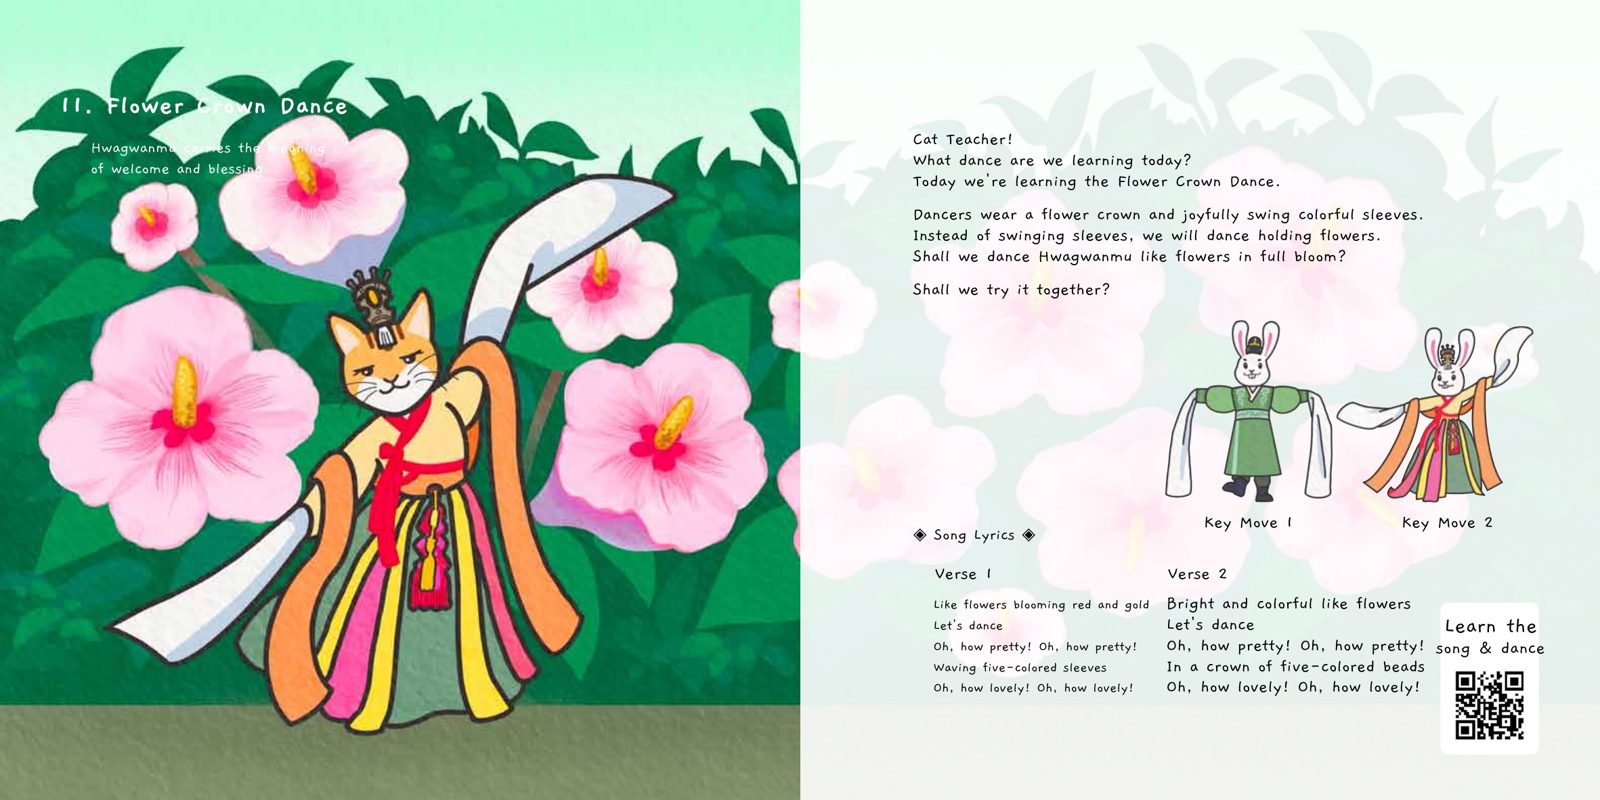 11. Flower Crown Dance
Hwagwanmu carries the meaning
of welcome and blessing.
Cat Teacher!
What dance are we learning today?
Today we're learning the Flower Crown Dance.
Dancers wear a flower crown and joyfully swing colorful sleeves.
Instead of swinging sleeves, we will dance holding flowers.
Shall we dance Hwagwanmu like flowers in full bloom?
Shall we try it together?
Key Move 1
Key Move 2
◈ Song Lyrics ◈
Verse 1
Like flowers blooming red and gold
Let's dance
Oh, how pretty! Oh, how pretty!
Waving five-colored sleeves
Oh, how lovely! Oh, how lovely!
Verse 2
Bright and colorful like flowers
Let's dance
Oh, how pretty! Oh, how pretty!
In a crown of five-colored beads
Oh, how lovely! Oh, how lovely!
Learn the
song & dance